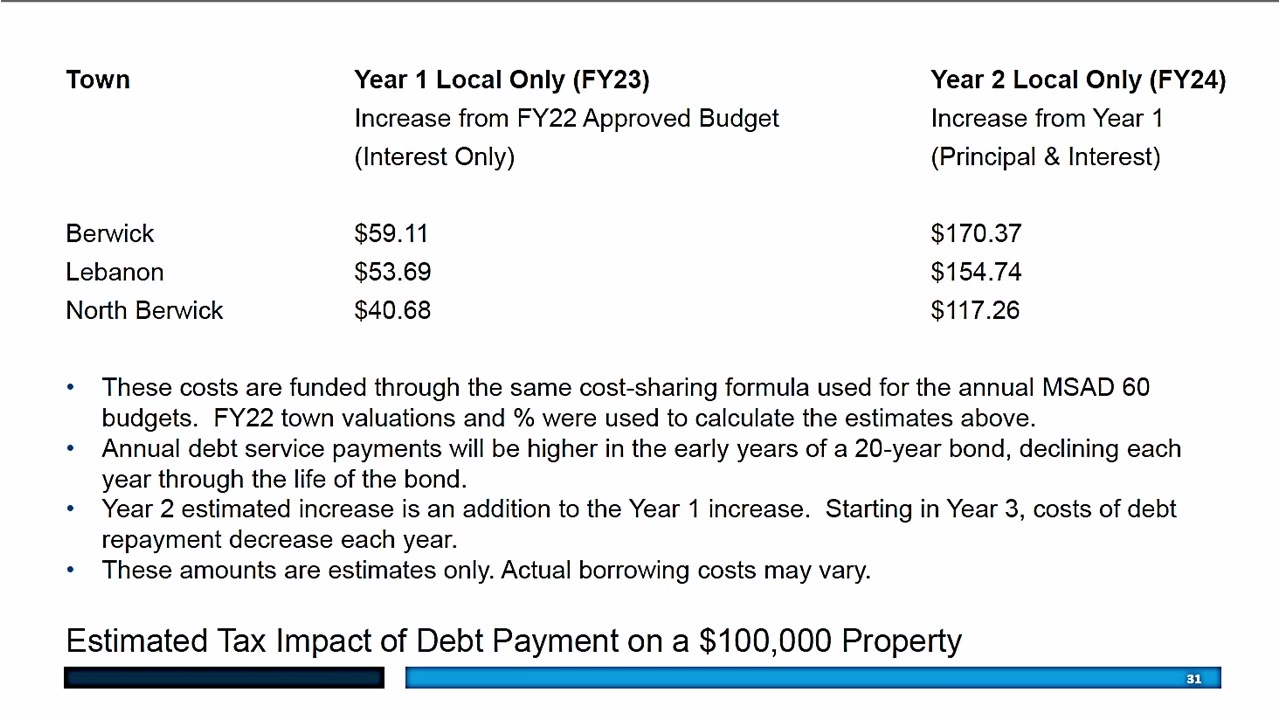 Town Year 1 Local Only (FY23) Year 2 Local Only (FY24)
Increase from FY22 Approved Budget Increase from Year 1
(Interest Only) (Principal & Interest)
Berwick $59.11 $170.37
Lebanon $53.69 $154.74
North Berwick $40.68 $117.26
• These costs are funded through the same cost-sharing formula used for the annual MSAD 60
budgets. FY22 town valuations and % were used to calculate the estimates above.
• Annual debt service payments will be higher in the early years of a 20-year bond, declining each
year through the life of the bond.
• Year 2 estimated increase is an addition to the Year 1 increase. Starting in Year 3, costs of debt
repayment decrease each year.
• These amounts are estimates only. Actual borrowing costs may vary.
Estimated Tax Impact of Debt Payment on a $100,000 Property
31